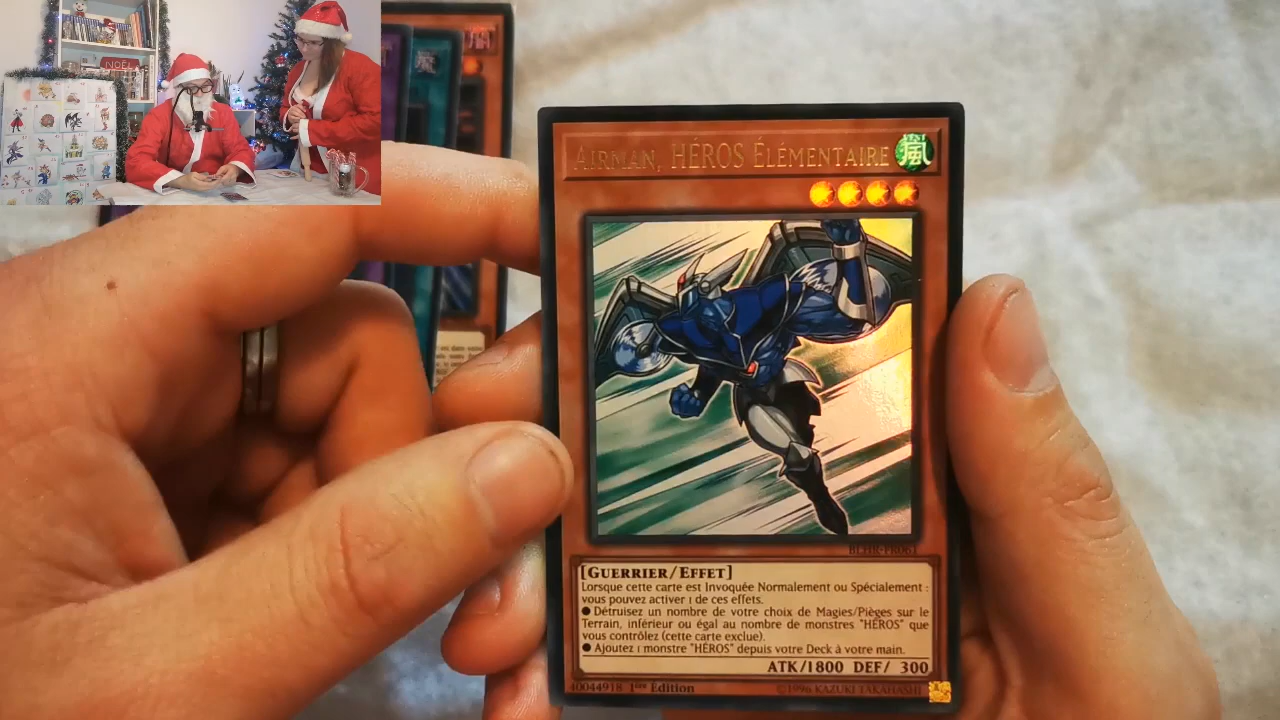 NOËL
AIRMAN, HÉROS ÉLÉMENTAIRE
嵐
BLHR-FR061
[GUERRIER/EFFET]
Lorsque cette carte est Invoquée Normalement ou Spécialement :
vous pouvez activer 1 de ces effets.
● Détruisez un nombre de votre choix de Magies/Pièges sur le
Terrain, inférieur ou égal au nombre de monstres "HÉROS" que
vous contrôlez (cette carte exclue).
● Ajoutez 1 monstre "HÉROS" depuis votre Deck à votre main.
ATK/1800 DEF/ 300
40044918 1ère Édition ©1996 KAZUKI TAKAHASHI